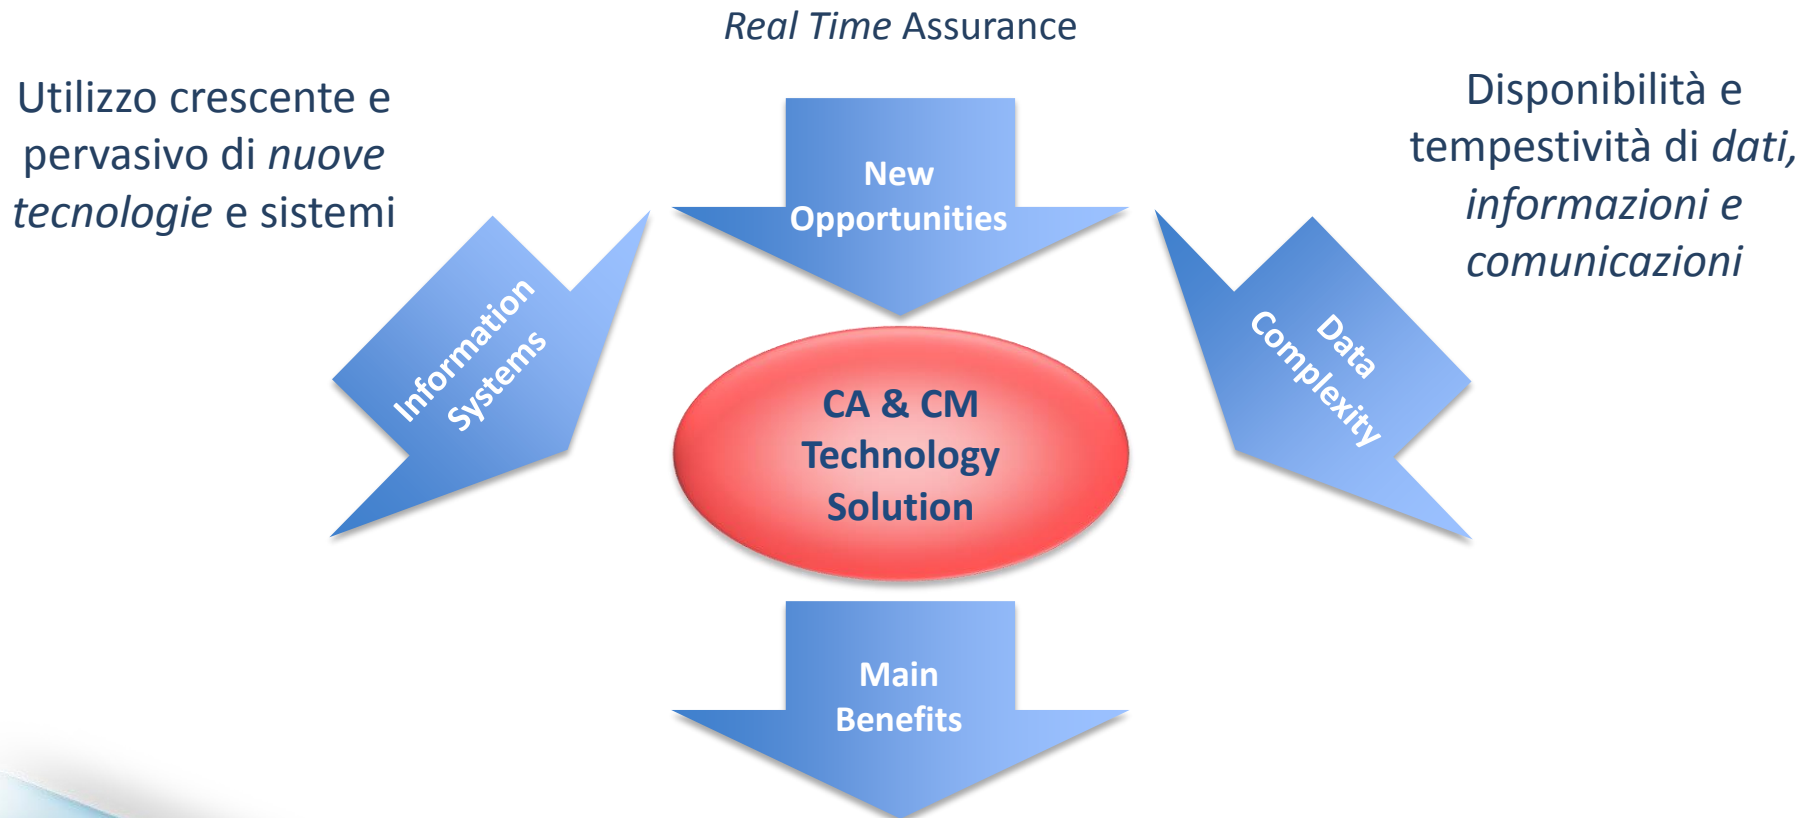 Real Time Assurance
Utilizzo crescente e
pervasivo di nuove
tecnologie e sistemi
Disponibilità e
tempestività di dati,
informazioni e
comunicazioni
New
Opportunities
Information
Systems
Data
Complexity
CA & CM
Technology
Solution
Main
Benefits